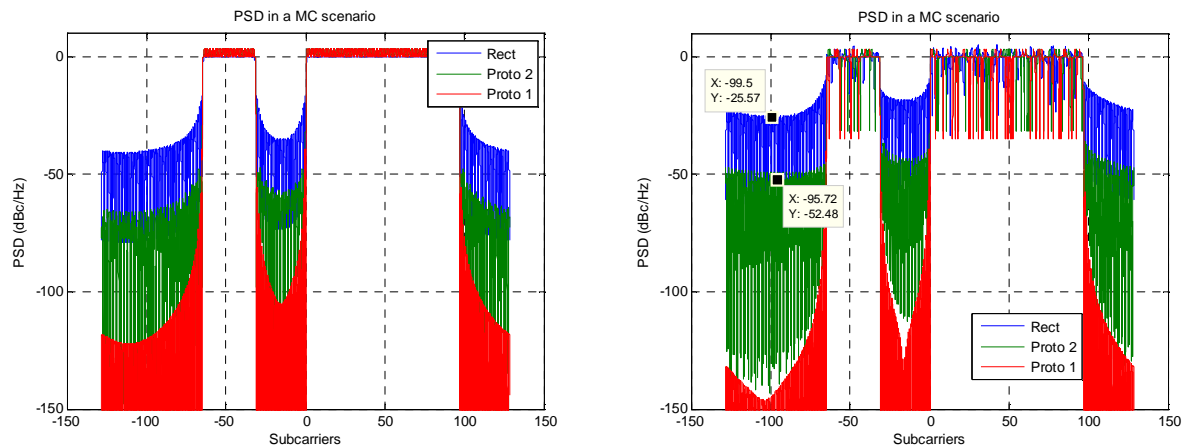 PSD in a MC scenario
0
-50
-100
-150
PSD (dBc/Hz)
-150
-100
-50
0
50
100
150
Subcarriers
Rect
Proto 2
Proto 1
PSD in a MC scenario
0
-50
-100
-150
PSD (dBc/Hz)
-150
-100
-50
0
50
100
150
Subcarriers
X: -99.5
Y: -25.57
X: -95.72
Y: -52.48
Rect
Proto 2
Proto 1